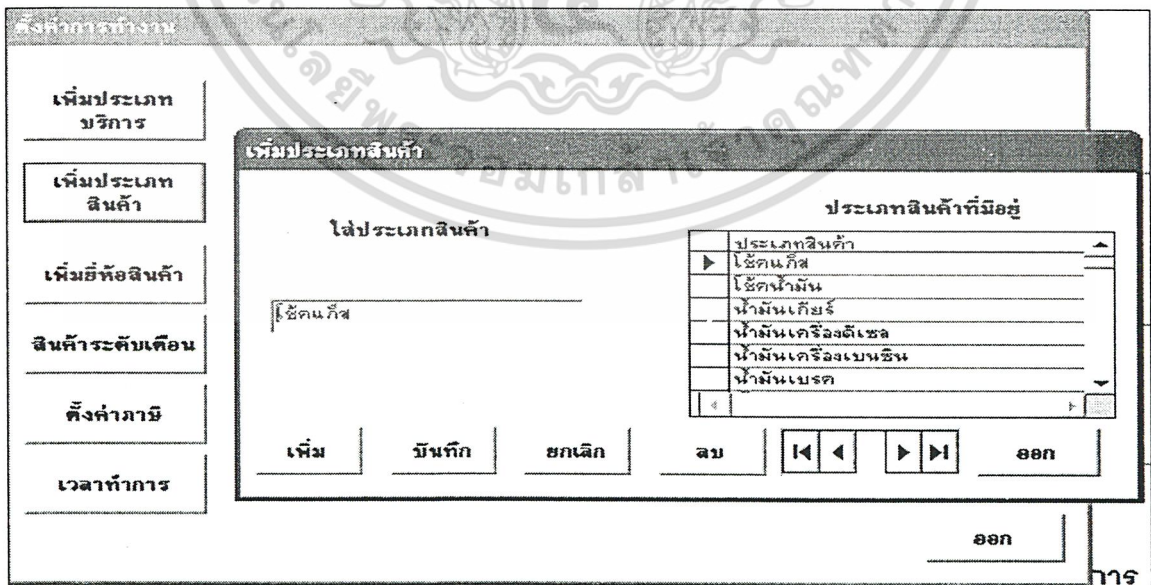 ตั้งค่าการทำงาน
เพิ่มประเภท
บริการ
เพิ่มประเภท
สินค้า
เพิ่มยี่ห้อสินค้า
สินค้าระดับเตือน
ตั้งค่าภาษี
เวลาทำการ
เพิ่มประเภทสินค้า
ใส่ประเภทสินค้า
โช้คแก๊ส
ประเภทสินค้าที่มีอยู่
ประเภทสินค้า
โช้คแก๊ส
โช้คน้ำมัน
น้ำมันเกียร์
น้ำมันเครื่องดีเซล
น้ำมันเครื่องเบนซิน
น้ำมันเบรค
เพิ่ม
บันทึก
ยกเลิก
ลบ
ออก
ออก
การ